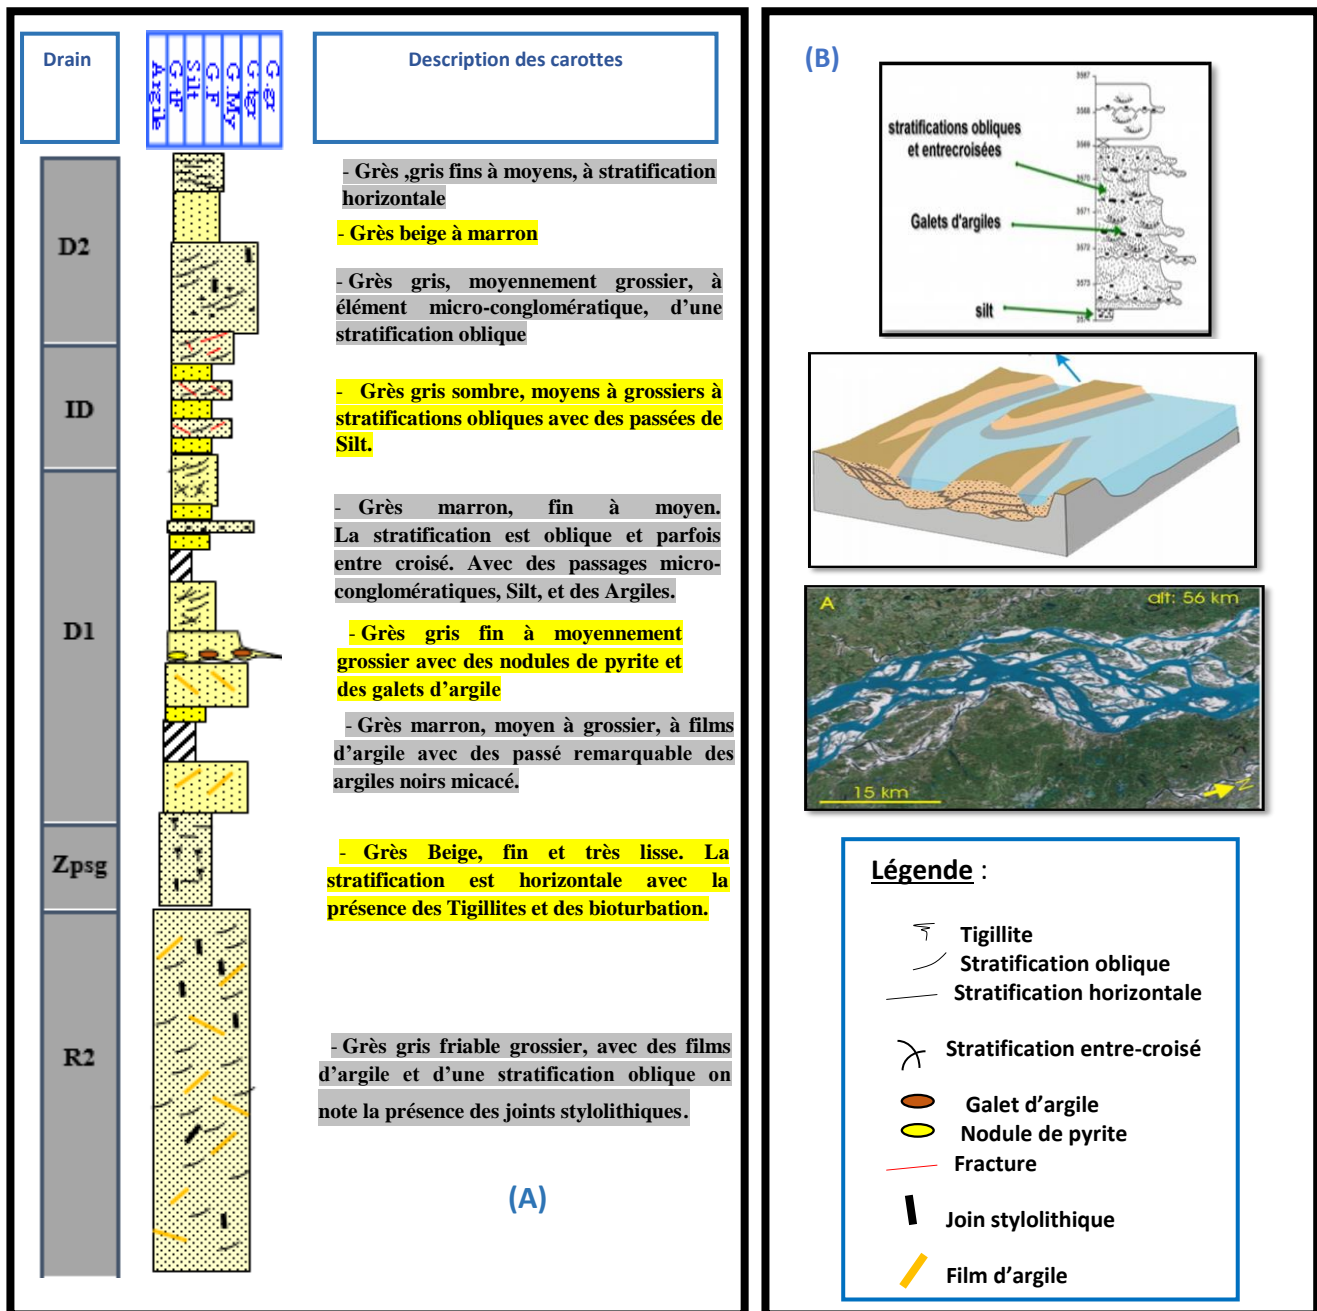 Drain
Argile
G.tF
Silt
G.F
G.My
G.tgr
G.gr
Description des carottes
D2
ID
D1
Zpsg
R2
- Grès ,gris fins à moyens, à stratification
horizontale
- Grès beige à marron
- Grès gris, moyennement grossier, à
élément micro-conglomératique, d’une
stratification oblique
- Grès gris sombre, moyens à grossiers à
stratifications obliques avec des passées de
Silt.
- Grès marron, fin à moyen.
La stratification est oblique et parfois
entre croisé. Avec des passages micro-
conglomératiques, Silt, et des Argiles.
- Grès gris fin à moyennement
grossier avec des nodules de pyrite et
des galets d’argile
- Grès marron, moyen à grossier, à films
d’argile avec des passé remarquable des
argiles noirs micacé.
- Grès Beige, fin et très lisse. La
stratification est horizontale avec la
présence des Tigillites et des bioturbation.
- Grès gris friable grossier, avec des films
d’argile et d’une stratification oblique on
note la présence des joints stylolithiques.
(A)
(B)
stratifications obliques
et entrecroisées
Galets d'argiles
silt
3567
3568
3569
3570
3571
3572
3573
A
alt: 56 km
15 km
N
Légende :
Tigillite
Stratification oblique
Stratification horizontale
Stratification entre-croisé
Galet d’argile
Nodule de pyrite
Fracture
Join stylolithique
Film d’argile